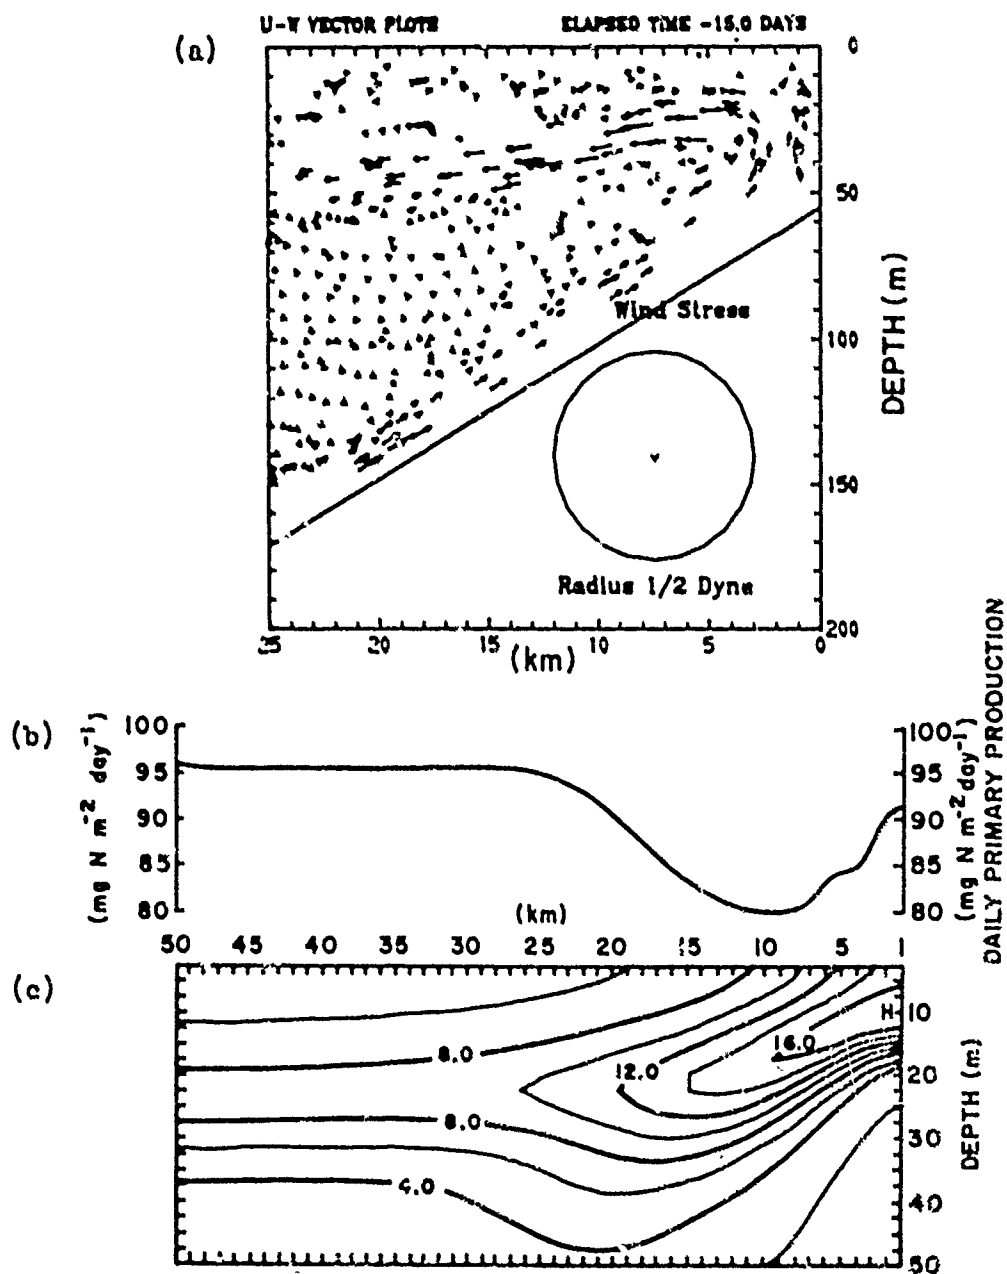 U-W VECTOR PLOTS ELAPSED TIME -15.0 DAYS
(a)
0
50
100
150
200
DEPTH (m)
Wind Stress
Radius 1/2 Dyne
25 20 15 10 5 0
(km)
(b)
(mg N m-2 day-1)
100
95
90
85
80
100
95
90
85
80
(mg N m-2 day-1)
DAILY PRIMARY PRODUCTION
(km)
50 45 40 35 30 25 20 15 10 5 1
(c)
H
10
20
30
40
50
DEPTH (m)
8.0
16.0
12.0
8.0
4.0